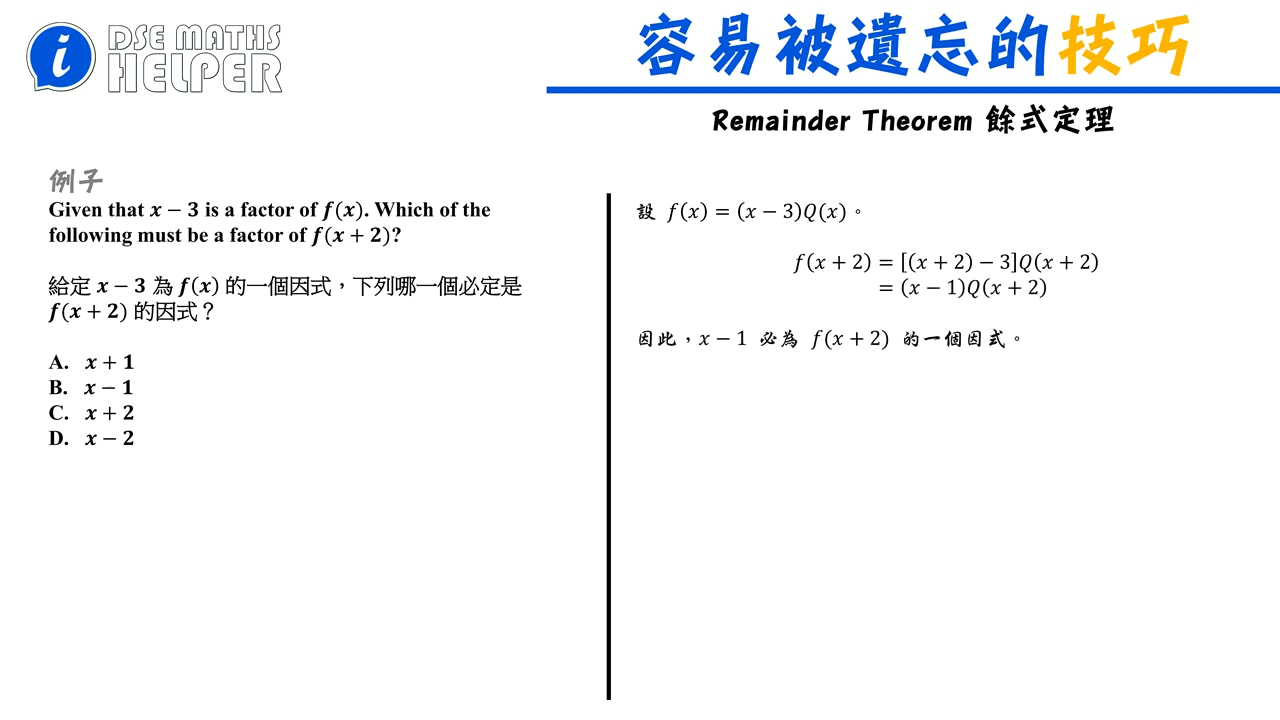 i
DSE MATHS
HELPER
容易被遺忘的技巧
Remainder Theorem 餘式定理
例子
Given that x − 3 is a factor of f(x). Which of the
following must be a factor of f(x + 2)?
給定 x − 3 為 f(x) 的一個因式，下列哪一個必定是
f(x + 2) 的因式？
A. x + 1
B. x − 1
C. x + 2
D. x − 2
設 f(x) = (x − 3)Q(x)。
f(x + 2) = [(x + 2) − 3]Q(x + 2)
= (x − 1)Q(x + 2)
因此，x − 1 必為 f(x + 2) 的一個因式。